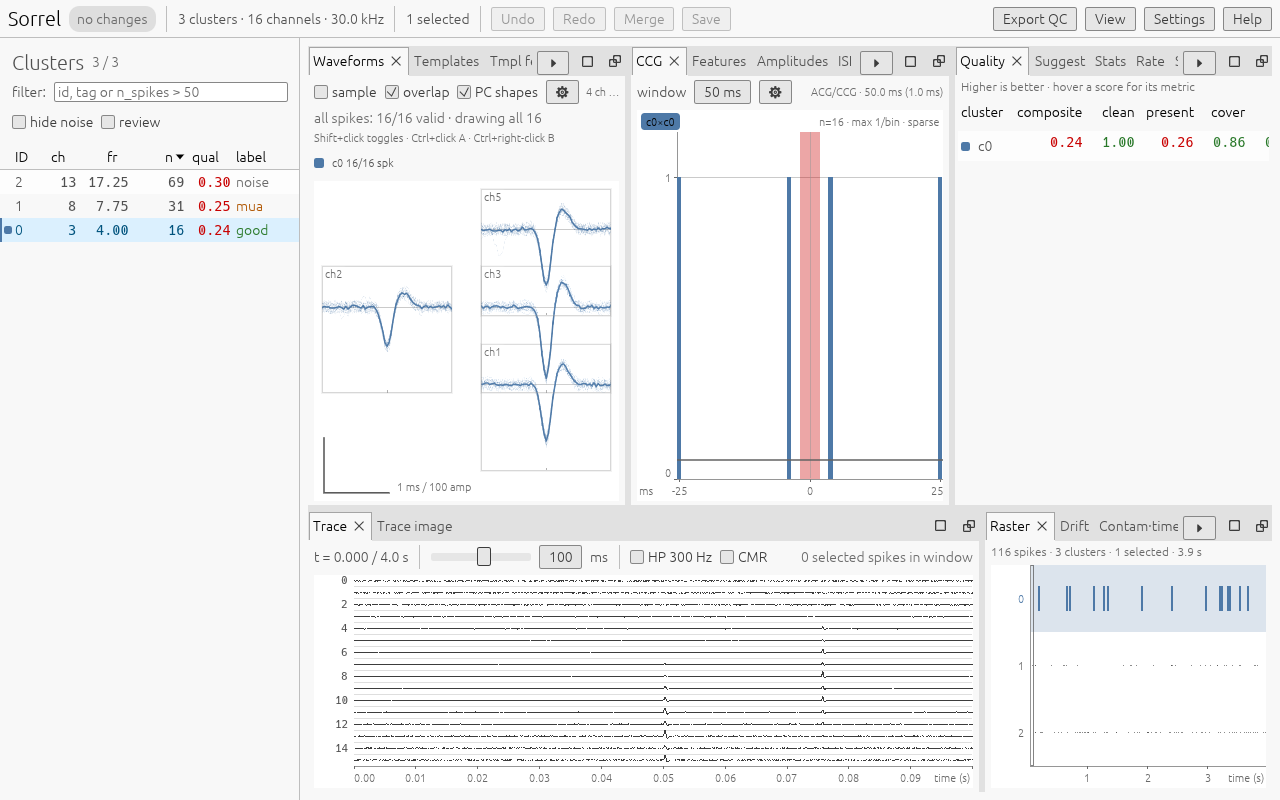 Sorrel no changes 3 clusters · 16 channels · 30.0 kHz 1 selected Undo Redo Merge Save Export QC View Settings Help
Clusters 3 / 3
filter: id, tag or n_spikes > 50
hide noise review
ID ch fr n qual label
2 13 17.25 69 0.30 noise
1 8 7.75 31 0.25 mua
0 3 4.00 16 0.24 good
Waveforms Templates Tmpl
sample overlap PC shapes 4 ch …
all spikes: 16/16 valid · drawing all 16
Shift+click toggles · Ctrl+click A · Ctrl+right-click B
c0 16/16 spk
ch5
ch2 ch3
ch1
1 ms / 100 amp
CCG Features Amplitudes ISI
window 50 ms ACG/CCG · 50.0 ms (1.0 ms)
c0×c0 n=16 · max 1/bin · sparse
1
0
ms -25 0 25
Quality Suggest Stats Rate
Higher is better · hover a score for its metric
cluster composite clean present cover
c0 0.24 1.00 0.26 0.86
Trace Trace image
t = 0.000 / 4.0 s 100 ms HP 300 Hz CMR 0 selected spikes in window
0
2
4
6
8
10
12
14
0.00 0.01 0.02 0.03 0.04 0.05 0.06 0.07 0.08 0.09 time (s)
Raster Drift Contam-time
116 spikes · 3 clusters · 1 selected · 3.9 s
0
1
2
1 2 3 time (s)